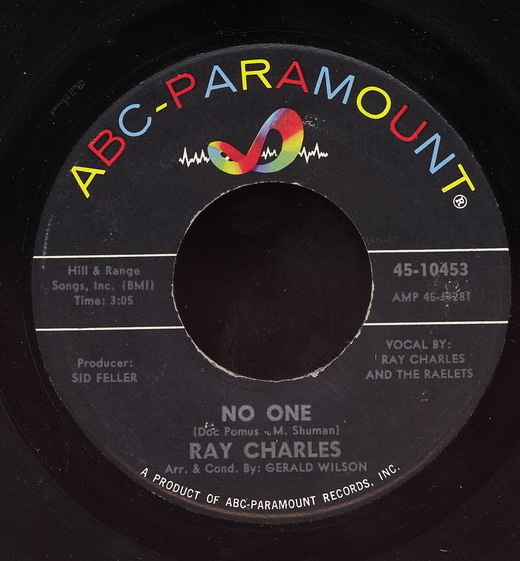 ABC-PARAMOUNT®
Hill & Range
Songs, Inc. (BMI)
Time: 3:05
45-10453
AMP
Producer:
SID FELLER
VOCAL BY:
RAY CHARLES
AND THE RAELETS
NO ONE
(Doc Pomus - M. Shuman)
RAY CHARLES
Arr. & Cond. By: GERALD WILSON
A PRODUCT OF ABC-PARAMOUNT RECORDS, INC.